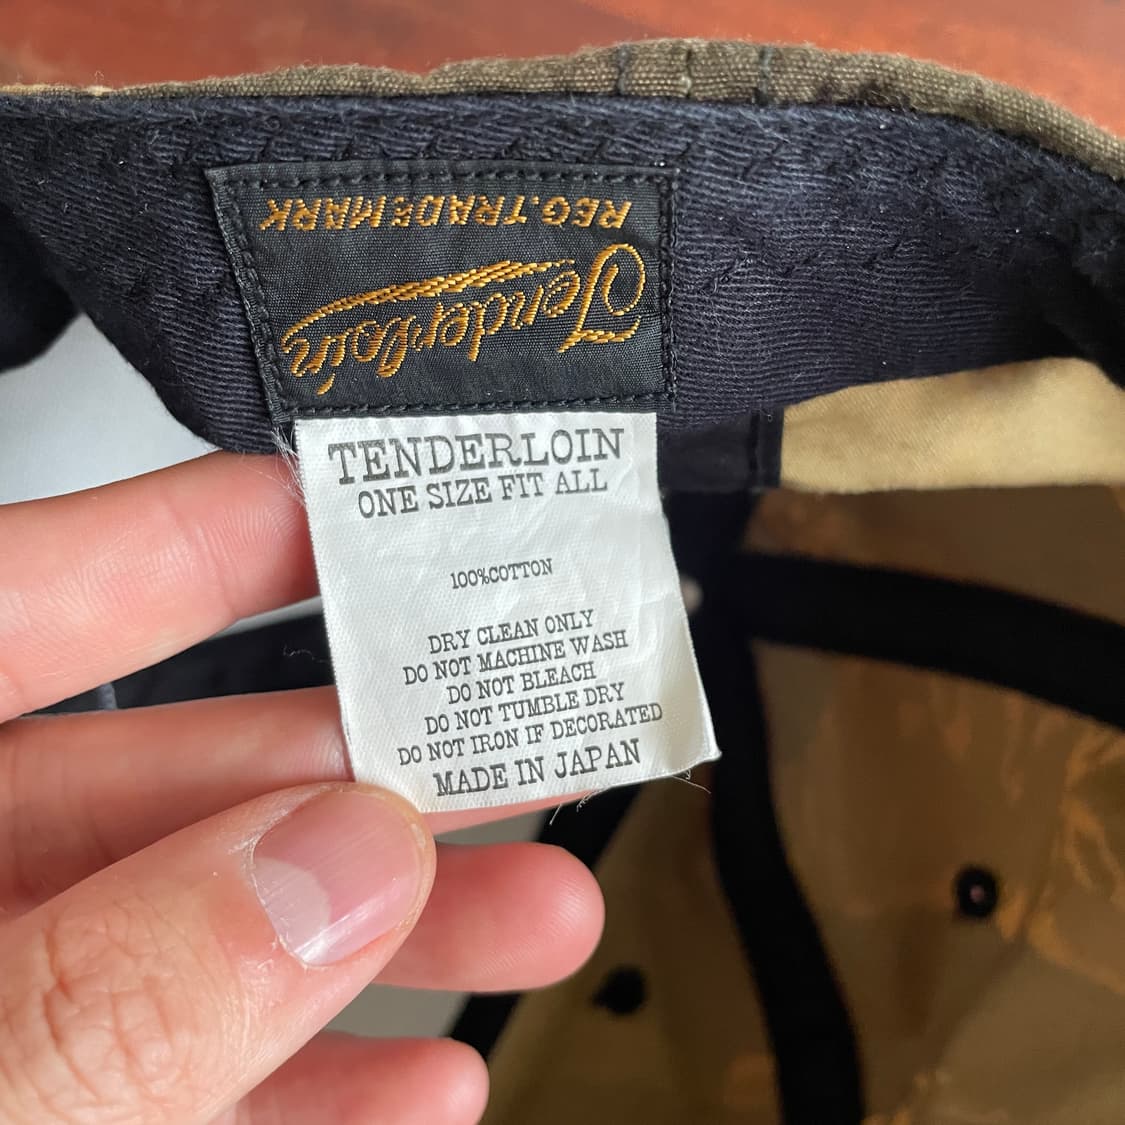 Tenderloin
REG. TRADEMARK
TENDERLOIN
ONE SIZE FIT ALL
100%COTTON
DRY CLEAN ONLY
DO NOT MACHINE WASH
DO NOT BLEACH
DO NOT TUMBLE DRY
DO NOT IRON IF DECORATED
MADE IN JAPAN